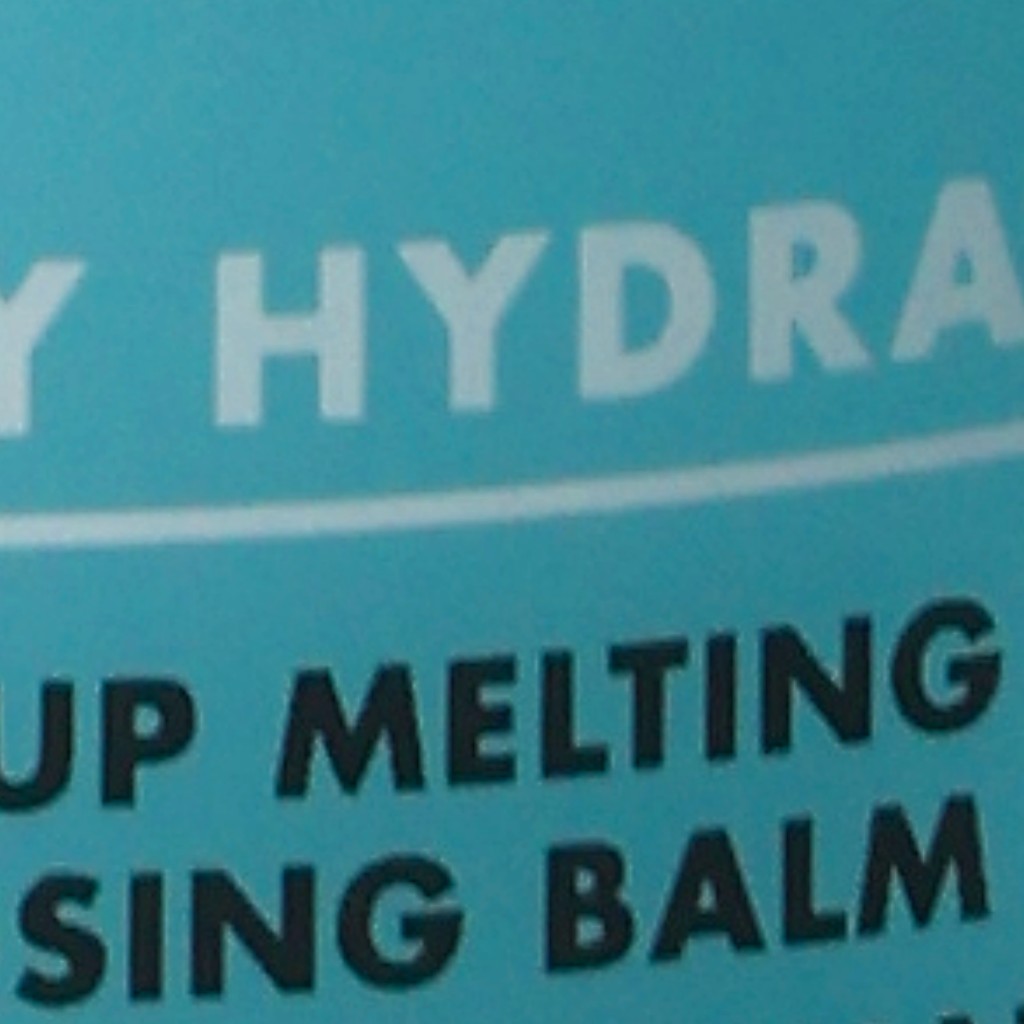 Y HYDRA
UP MELTING
SING BALM